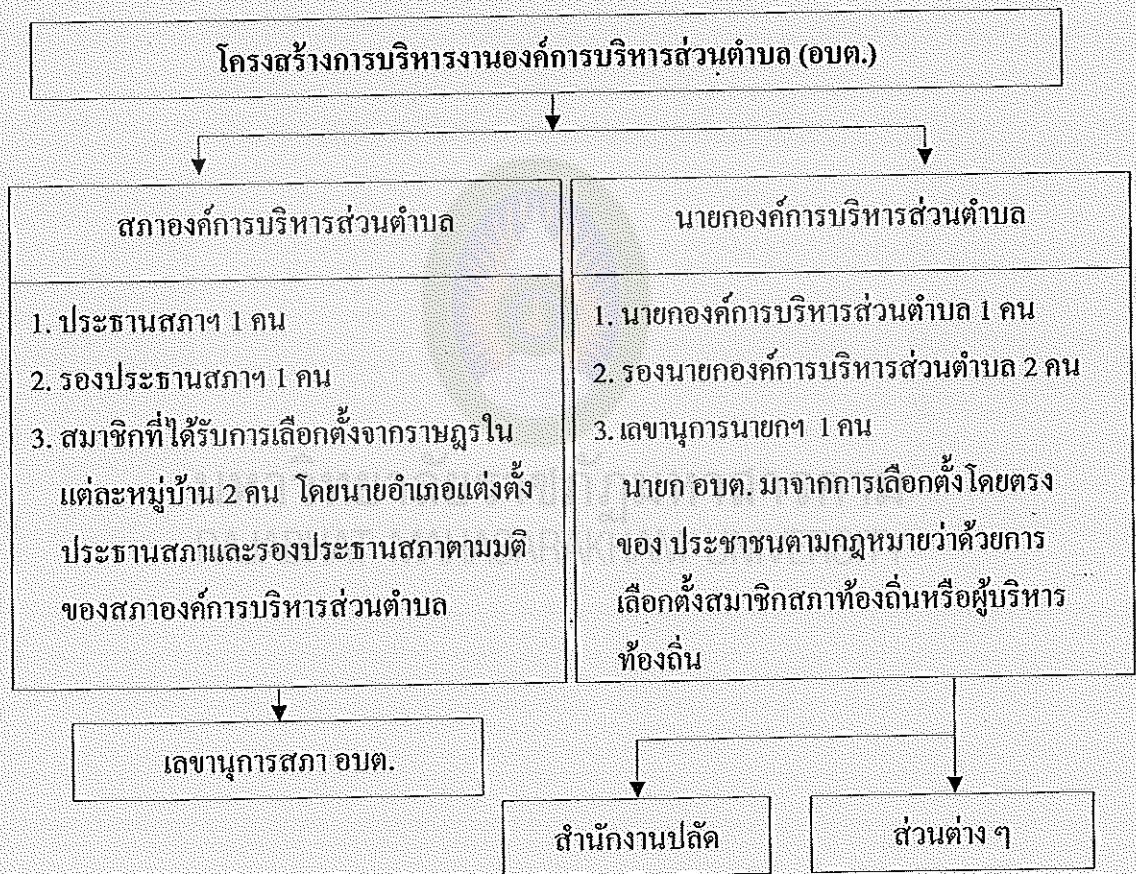 โครงสร้างการบริหารงานองค์การบริหารส่วนตำบล (อบต.)
สภาองค์การบริหารส่วนตำบล
1. ประธานสภาฯ 1 คน
2. รองประธานสภาฯ 1 คน
3. สมาชิกที่ได้รับการเลือกตั้งจากราษฎรใน
แต่ละหมู่บ้าน 2 คน โดยนายอำเภอแต่งตั้ง
ประธานสภาและรองประธานสภาตามมติ
ของสภาองค์การบริหารส่วนตำบล
นายกองค์การบริหารส่วนตำบล
1. นายกองค์การบริหารส่วนตำบล 1 คน
2. รองนายกองค์การบริหารส่วนตำบล 2 คน
3. เลขานุการนายกฯ 1 คน
นายก อบต. มาจากการเลือกตั้งโดยตรง
ของ ประชาชนตามกฎหมายว่าด้วยการ
เลือกตั้งสมาชิกสภาท้องถิ่นหรือผู้บริหาร
ท้องถิ่น
เลขานุการสภา อบต.
สำนักงานปลัด
ส่วนต่าง ๆ